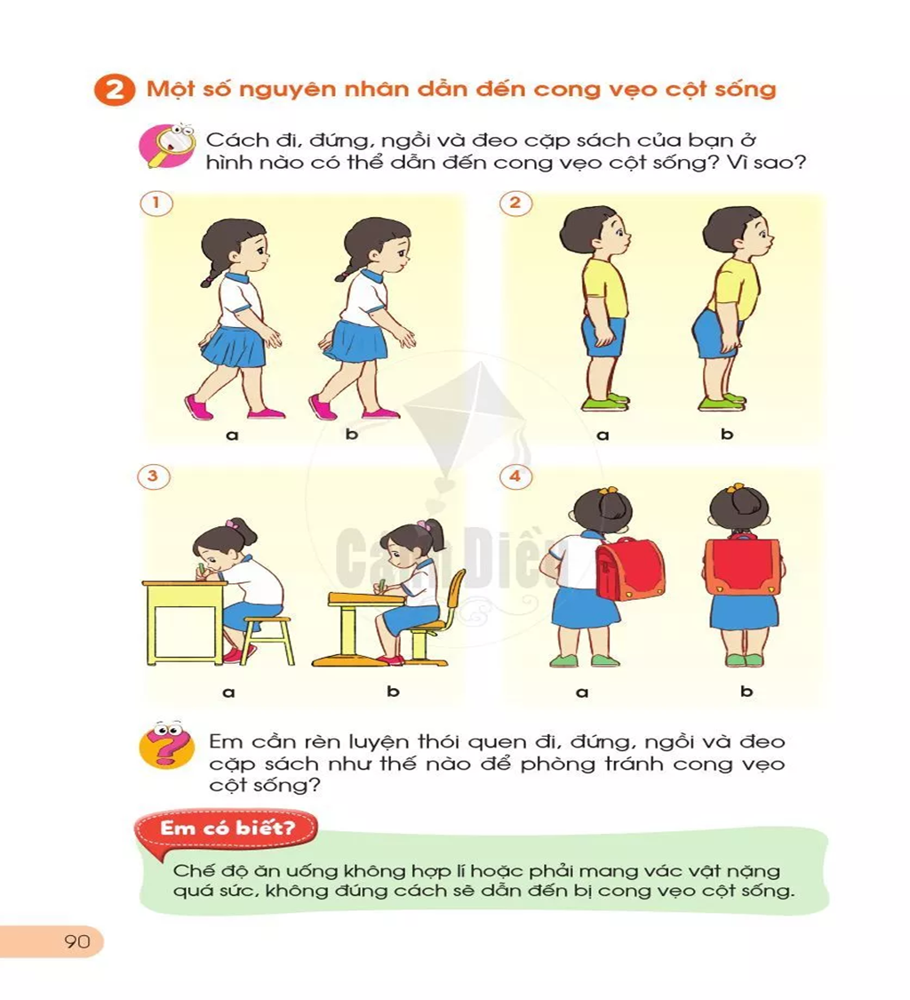 2 Một số nguyên nhân dẫn đến cong vẹo cột sống
Cách đi, đứng, ngồi và đeo cặp sách của bạn ở
hình nào có thể dẫn đến cong vẹo cột sống? Vì sao?
1
2
a
b
a
b
3
4
Cánh Diều
a
b
a
b
Em cần rèn luyện thói quen đi, đứng, ngồi và đeo
cặp sách như thế nào để phòng tránh cong vẹo
cột sống?
Em có biết?
Chế độ ăn uống không hợp lí hoặc phải mang vác vật nặng
quá sức, không đúng cách sẽ dẫn đến bị cong vẹo cột sống.
90